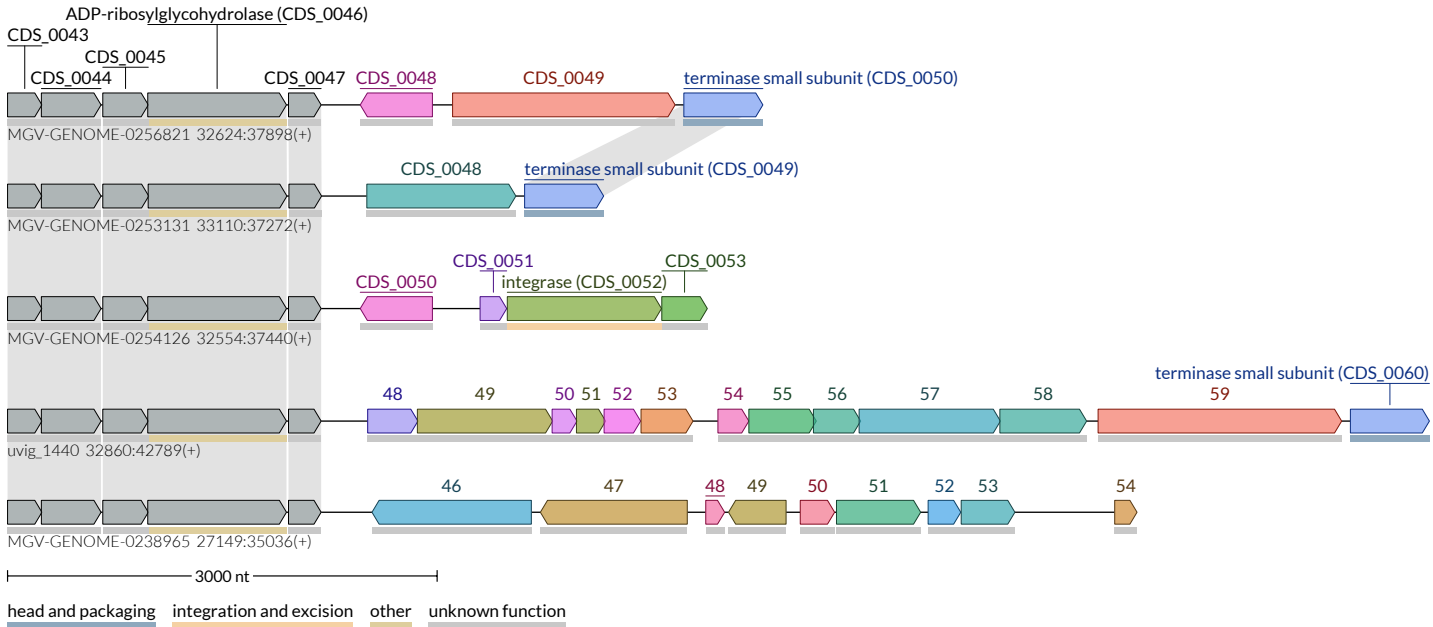 ADP-ribosylglycohydrolase (CDS_0046)
CDS_0043
CDS_0045
CDS_0044 CDS_0047 CDS_0048 CDS_0049 terminase small subunit (CDS_0050)
MGV-GENOME-0256821 32624:37898(+)
CDS_0048 terminase small subunit (CDS_0049)
MGV-GENOME-0253131 33110:37272(+)
CDS_0051 CDS_0053
CDS_0050 integrase (CDS_0052)
MGV-GENOME-0254126 32554:37440(+)
terminase small subunit (CDS_0060)
48 49 50 51 52 53 54 55 56 57 58 59
uvig_1440 32860:42789(+)
46 47 48 49 50 51 52 53 54
MGV-GENOME-0238965 27149:35036(+)
3000 nt
head and packaging integration and excision other unknown function